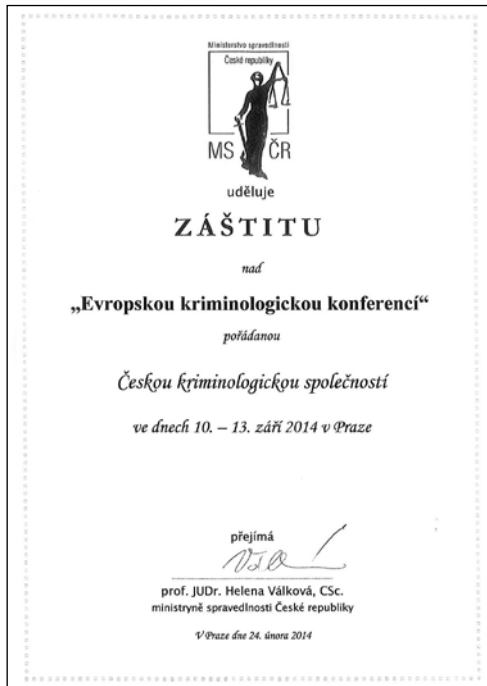 Ministerstvo spravedlnosti
České republiky
MS ČR
uděluje
ZÁŠTITU
nad
„Evropskou kriminologickou konferencí“
pořádanou
Českou kriminologickou společností
ve dnech 10. – 13. září 2014 v Praze
přejímá
prof. JUDr. Helena Válková, CSc.
ministryně spravedlnosti České republiky
V Praze dne 24. února 2014